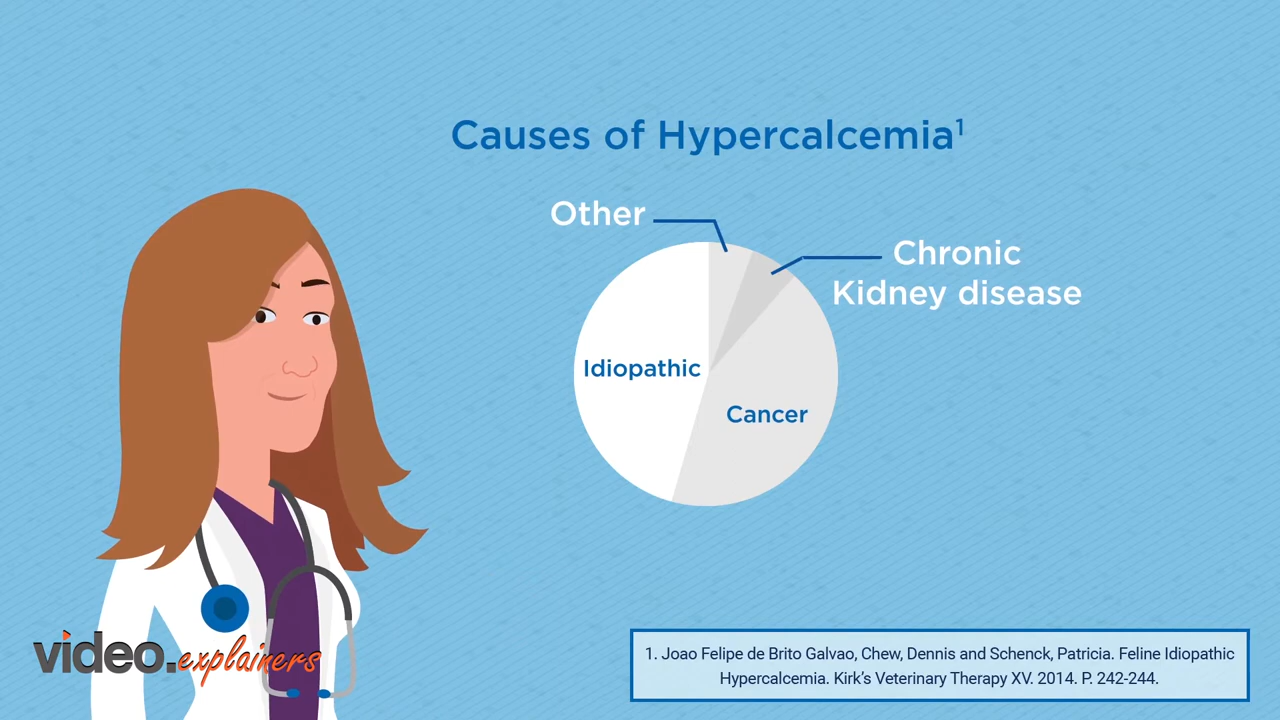 Causes of Hypercalcemia¹
Other
Chronic
Kidney disease
Idiopathic
Cancer
video.explainers
1. Joao Felipe de Brito Galvao, Chew, Dennis and Schenck, Patricia. Feline Idiopathic
Hypercalcemia. Kirk’s Veterinary Therapy XV. 2014. P. 242-244.